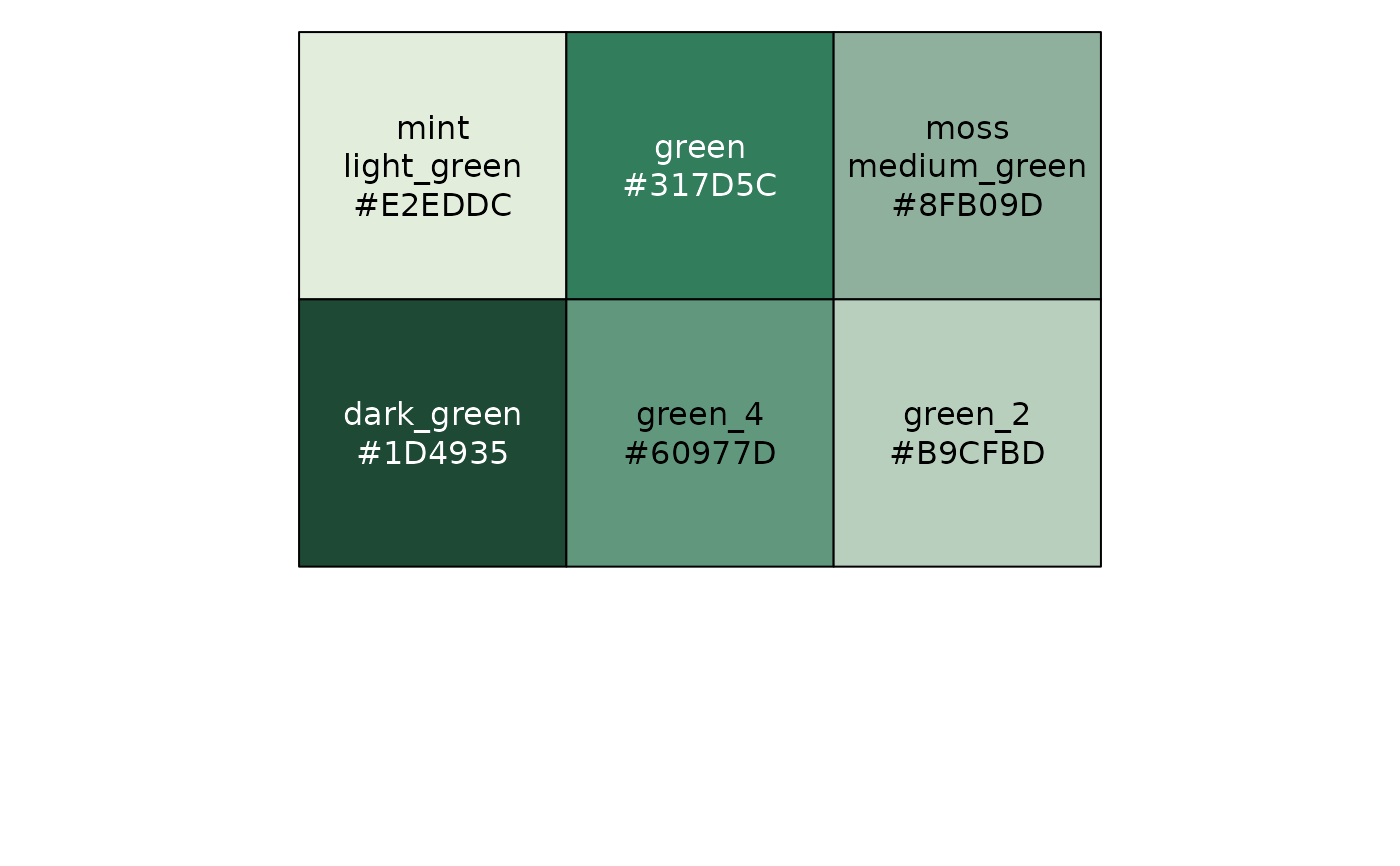 mint
light_green
#E2EDDC
green
#317D5C
moss
medium_green
#8FB09D
dark_green
#1D4935
green_4
#60977D
green_2
#B9CFBD